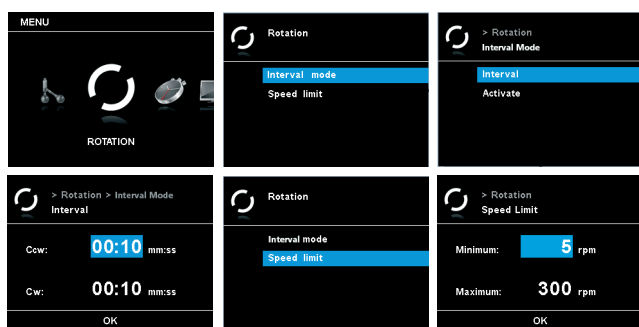 MENU
ROTATION
Rotation
Interval mode
Speed limit
> Rotation
Interval Mode
Interval
Activate
> Rotation > Interval Mode
Interval
Ccw: 00:10 mm:ss
Cw: 00:10 mm:ss
OK
Rotation
Interval mode
Speed limit
> Rotation
Speed Limit
Minimum: 5 rpm
Maximum: 300 rpm
OK